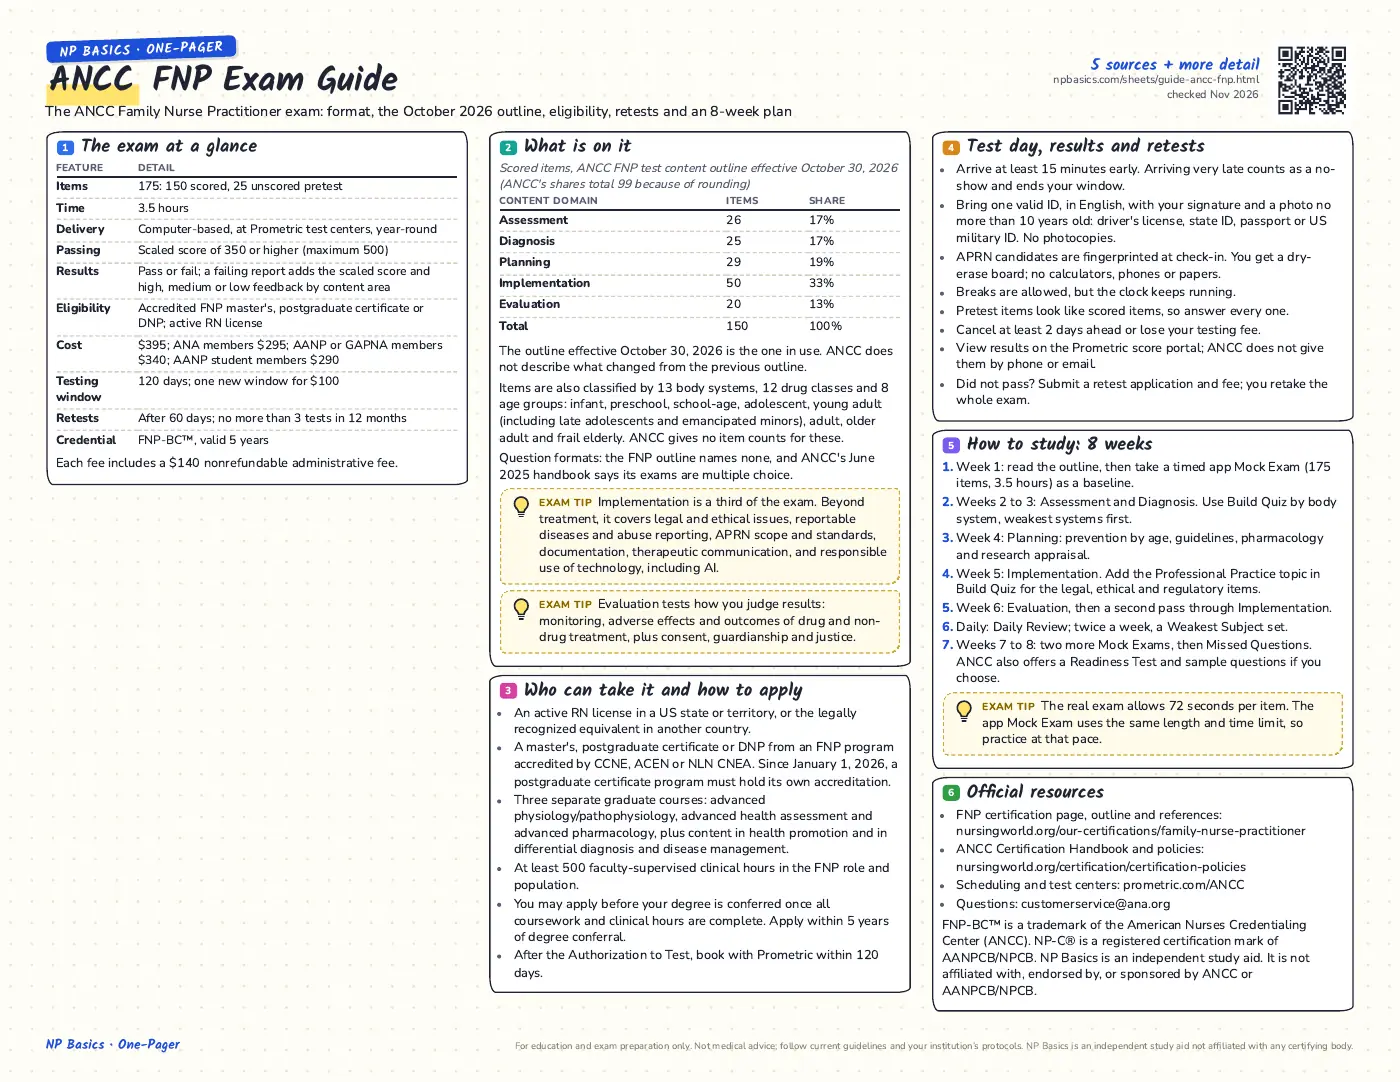 NP BASICS · ONE-PAGER
ANCC FNP Exam Guide
The ANCC Family Nurse Practitioner exam: format, the October 2026 outline, eligibility, retests and an 8-week plan
5 sources + more detail
npbasics.com/sheets/guide-ancc-fnp.html
checked Nov 2026
1 The exam at a glance
FEATURE DETAIL
Items 175: 150 scored, 25 unscored pretest
Time 3.5 hours
Delivery Computer-based, at Prometric test centers, year-round
Passing Scaled score of 350 or higher (maximum 500)
Results Pass or fail; a failing report adds the scaled score and
high, medium or low feedback by content area
Eligibility Accredited FNP master's, postgraduate certificate or
DNP; active RN license
Cost $395; ANA members $295; AANP or GAPNA members
$340; AANP student members $290
Testing window 120 days; one new window for $100
Retests After 60 days; no more than 3 tests in 12 months
Credential FNP-BC™, valid 5 years
Each fee includes a $140 nonrefundable administrative fee.
2 What is on it
Scored items, ANCC FNP test content outline effective October 30, 2026
(ANCC's shares total 99 because of rounding)
CONTENT DOMAIN ITEMS SHARE
Assessment 26 17%
Diagnosis 25 17%
Planning 29 19%
Implementation 50 33%
Evaluation 20 13%
Total 150 100%
The outline effective October 30, 2026 is the one in use. ANCC does
not describe what changed from the previous outline.
Items are also classified by 13 body systems, 12 drug classes and 8
age groups: infant, preschool, school-age, adolescent, young adult
(including late adolescents and emancipated minors), adult, older
adult and frail elderly. ANCC gives no item counts for these.
Question formats: the FNP outline names none, and ANCC's June
2025 handbook says its exams are multiple choice.
EXAM TIP Implementation is a third of the exam. Beyond
treatment, it covers legal and ethical issues, reportable
diseases and abuse reporting, APRN scope and standards,
documentation, therapeutic communication, and responsible
use of technology, including AI.
EXAM TIP Evaluation tests how you judge results:
monitoring, adverse effects and outcomes of drug and non-
drug treatment, plus consent, guardianship and justice.
3 Who can take it and how to apply
• An active RN license in a US state or territory, or the legally
recognized equivalent in another country.
• A master's, postgraduate certificate or DNP from an FNP program
accredited by CCNE, ACEN or NLN CNEA. Since January 1, 2026, a
postgraduate certificate program must hold its own accreditation.
• Three separate graduate courses: advanced
physiology/pathophysiology, advanced health assessment and
advanced pharmacology, plus content in health promotion and in
differential diagnosis and disease management.
• At least 500 faculty-supervised clinical hours in the FNP role and
population.
• You may apply before your degree is conferred once all
coursework and clinical hours are complete. Apply within 5 years
of degree conferral.
• After the Authorization to Test, book with Prometric within 120
days.
4 Test day, results and retests
• Arrive at least 15 minutes early. Arriving very late counts as a no-
show and ends your window.
• Bring one valid ID, in English, with your signature and a photo no
more than 10 years old: driver's license, state ID, passport or US
military ID. No photocopies.
• APRN candidates are fingerprinted at check-in. You get a dry-
erase board; no calculators, phones or papers.
• Breaks are allowed, but the clock keeps running.
• Pretest items look like scored items, so answer every one.
• Cancel at least 2 days ahead or lose your testing fee.
• View results on the Prometric score portal; ANCC does not give
them by phone or email.
• Did not pass? Submit a retest application and fee; you retake the
whole exam.
5 How to study: 8 weeks
1. Week 1: read the outline, then take a timed app Mock Exam (175
items, 3.5 hours) as a baseline.
2. Weeks 2 to 3: Assessment and Diagnosis. Use Build Quiz by body
system, weakest systems first.
3. Week 4: Planning: prevention by age, guidelines, pharmacology
and research appraisal.
4. Week 5: Implementation. Add the Professional Practice topic in
Build Quiz for the legal, ethical and regulatory items.
5. Week 6: Evaluation, then a second pass through Implementation.
6. Daily: Daily Review; twice a week, a Weakest Subject set.
7. Weeks 7 to 8: two more Mock Exams, then Missed Questions.
ANCC also offers a Readiness Test and sample questions if you
choose.
EXAM TIP The real exam allows 72 seconds per item. The
app Mock Exam uses the same length and time limit, so
practice at that pace.
6 Official resources
• FNP certification page, outline and references:
nursingworld.org/our-certifications/family-nurse-practitioner
• ANCC Certification Handbook and policies:
nursingworld.org/certification/certification-policies
• Scheduling and test centers: prometric.com/ANCC
• Questions: customerservice@ana.org
FNP-BC™ is a trademark of the American Nurses Credentialing
Center (ANCC). NP-C® is a registered certification mark of
AANPCB/NPCB. NP Basics is an independent study aid. It is not
affiliated with, endorsed by, or sponsored by ANCC or
AANPCB/NPCB.
NP Basics · One-Pager
For education and exam preparation only. Not medical advice; follow current guidelines and your institution's protocols. NP Basics is an independent study aid not affiliated with any certifying body.